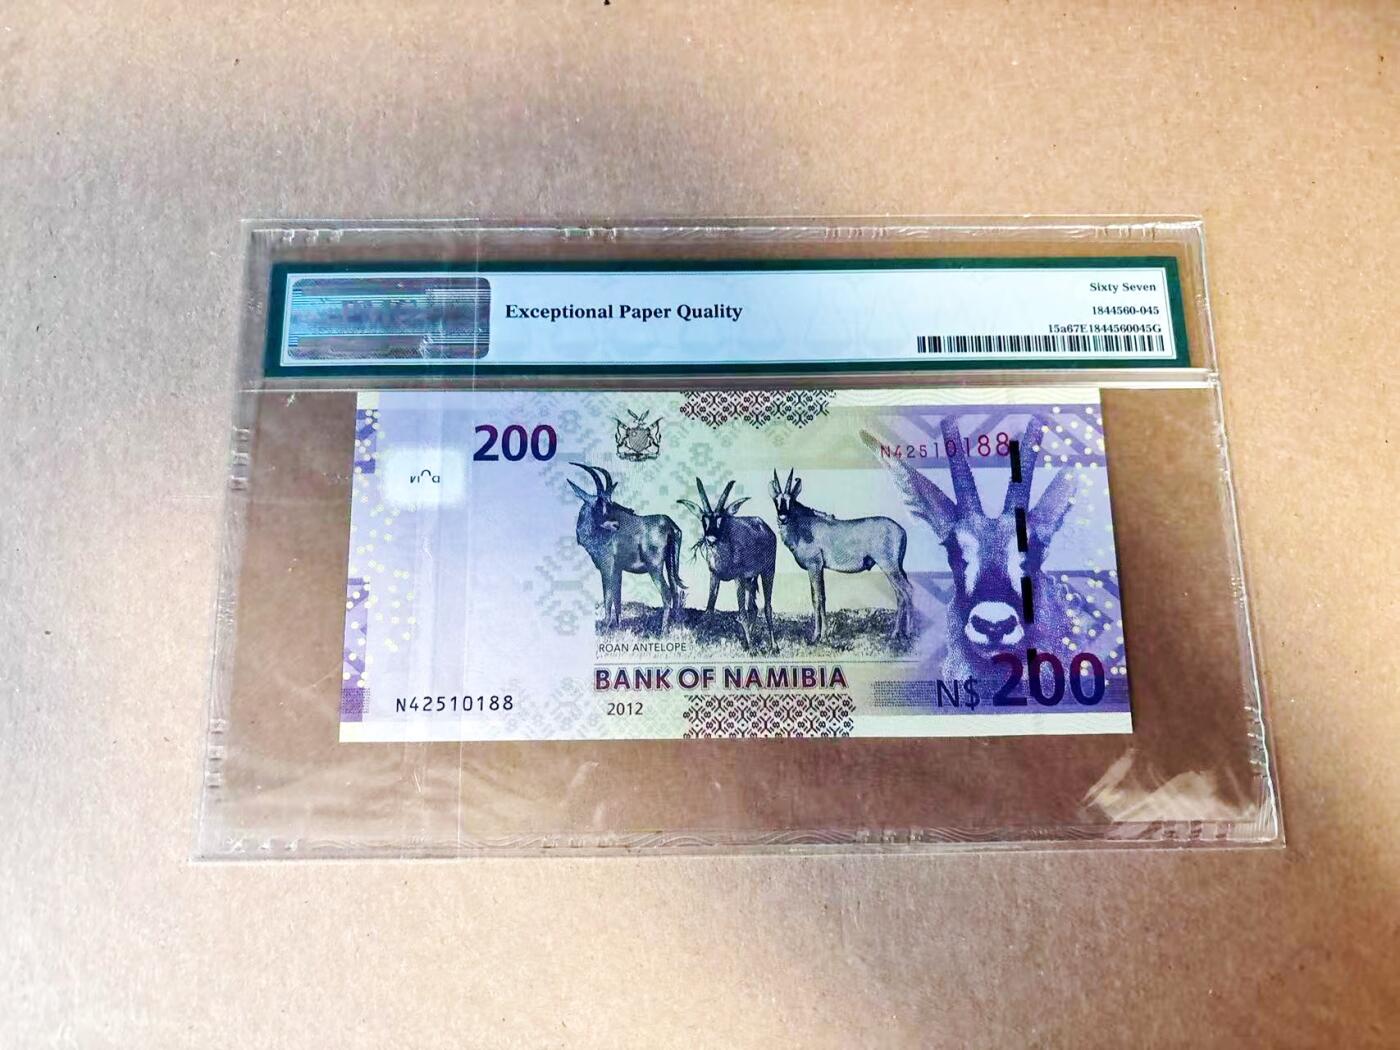 Exceptional Paper Quality
Sixty Seven
1844560-045
15a67E1844560045G
200
N42510188
ROAN ANTELOPE
BANK OF NAMIBIA
2012
N42510188
N$ 200